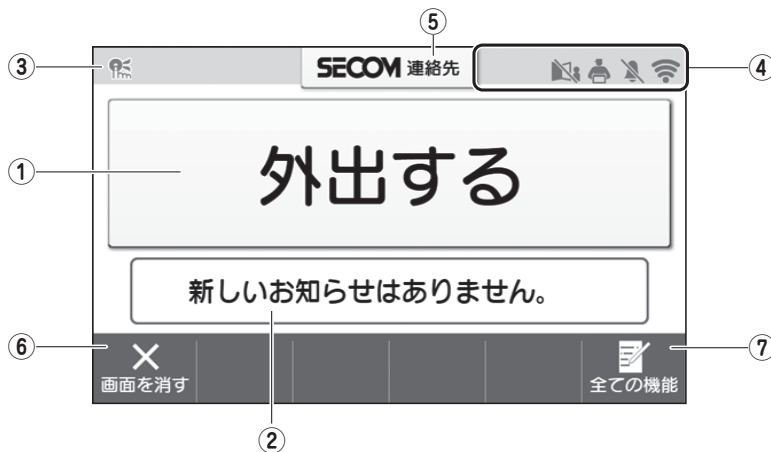 ⑤
③
SECOM 連絡先
④
①
外出する
新しいお知らせはありません。
⑥
画面を消す
全ての機能
⑦
②